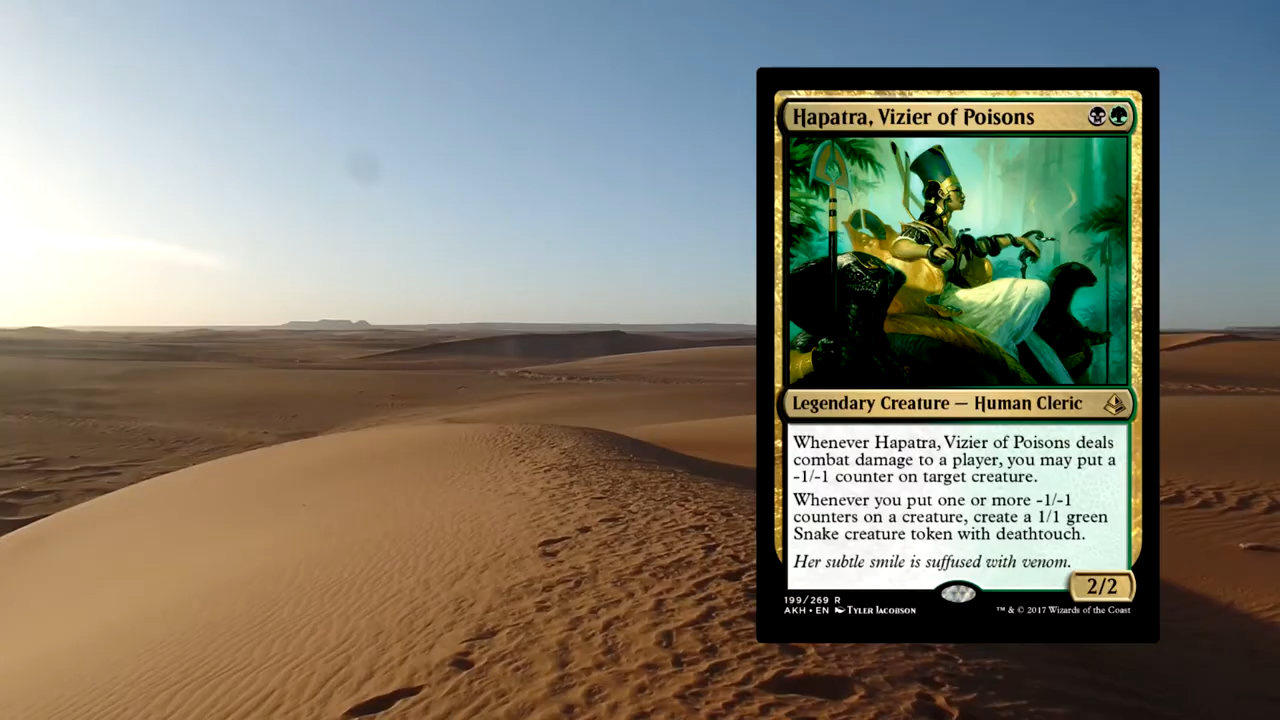 Hapatra, Vizier of Poisons
Legendary Creature — Human Cleric
Whenever Hapatra, Vizier of Poisons deals
combat damage to a player, you may put a
-1/-1 counter on target creature.
Whenever you put one or more -1/-1
counters on a creature, create a 1/1 green
Snake creature token with deathtouch.
Her subtle smile is suffused with venom.
2/2
199/269 R
AKH • EN Tyler Jacobson
™ & © 2017 Wizards of the Coast